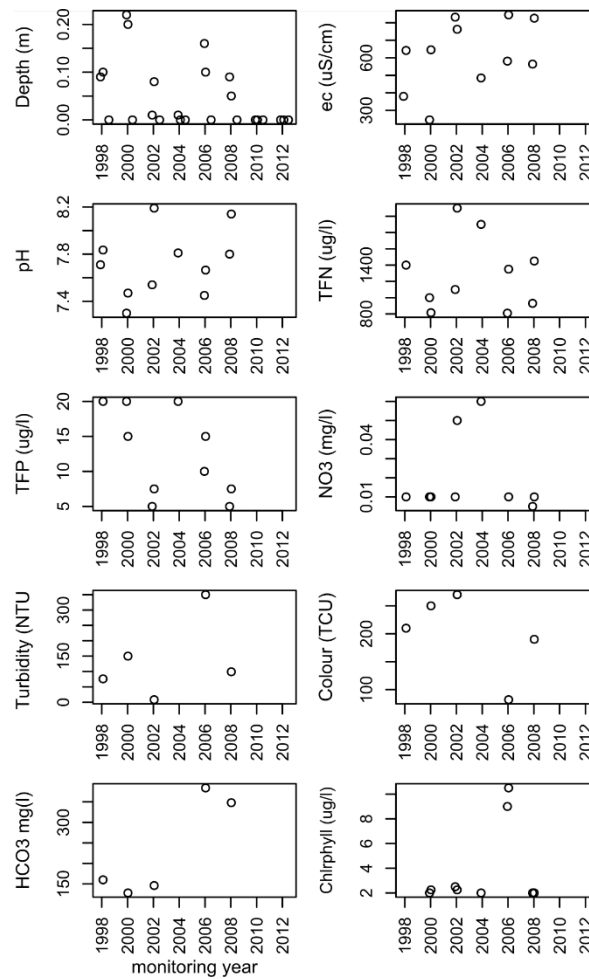 Depth (m)
0.00 0.10 0.20
1998 2000 2002 2004 2006 2008 2010 2012
ec (uS/cm)
300 600
1998 2000 2002 2004 2006 2008 2010 2012
pH
7.4 7.8 8.2
1998 2000 2002 2004 2006 2008 2010 2012
TFN (ug/l)
800 1400
1998 2000 2002 2004 2006 2008 2010 2012
TFP (ug/l)
5 10 15 20
1998 2000 2002 2004 2006 2008 2010 2012
NO3 (mg/l)
0.01 0.04
1998 2000 2002 2004 2006 2008 2010 2012
Turbidity (NTU
0 150 300
1998 2000 2002 2004 2006 2008 2010 2012
Colour (TCU)
100 200
1998 2000 2002 2004 2006 2008 2010 2012
HCO3 mg(l)
150 300
1998 2000 2002 2004 2006 2008 2010 2012
monitoring year
Chlrphyll (ug/l)
2 4 6 8 10
1998 2000 2002 2004 2006 2008 2010 2012